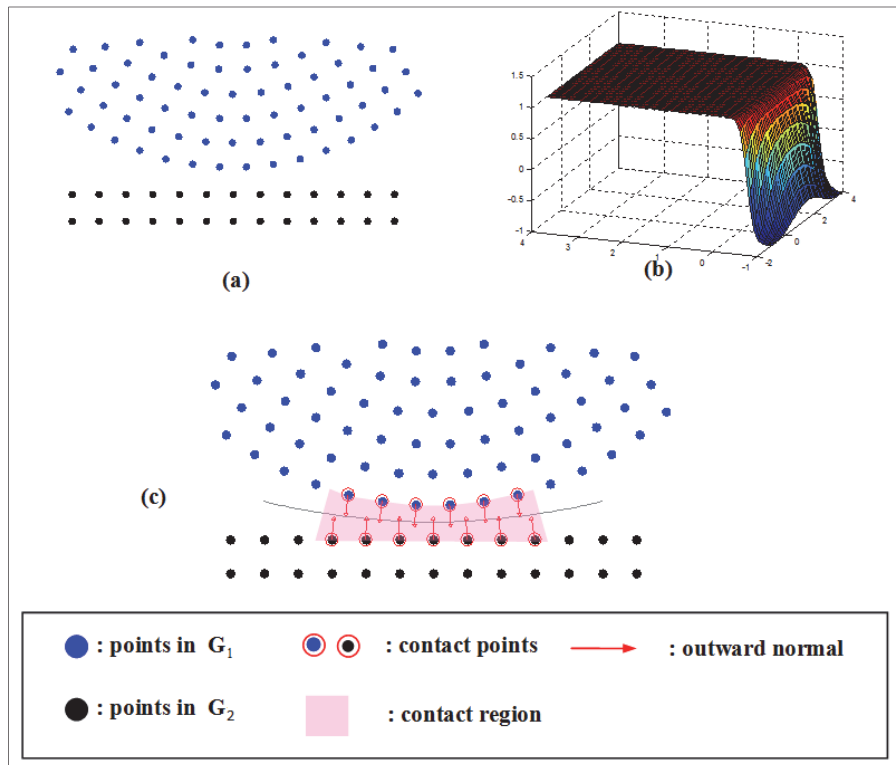 (a)
1.5
1
0.5
0
-0.5
-1
4
3
2
1
0
-1
-2
0
2
4
(b)
(c)
: points in G₁
: contact points
: outward normal
: points in G₂
: contact region